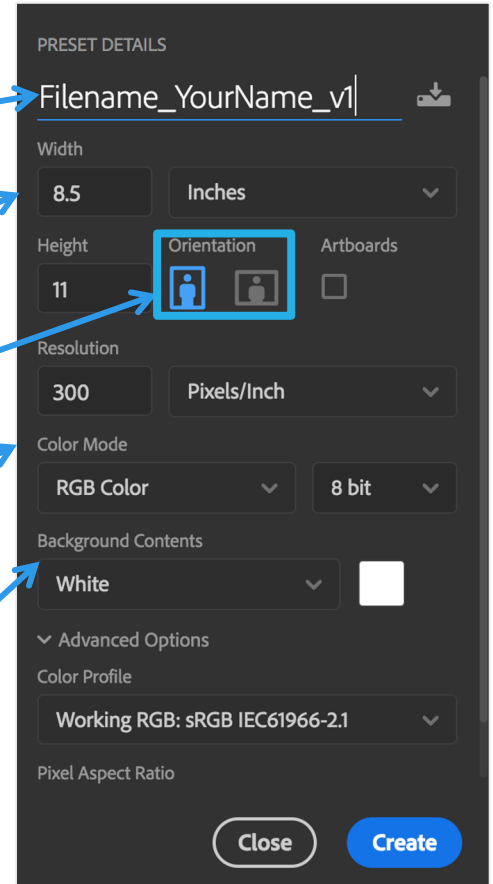 PRESET DETAILS
Filename_YourName_v1
Width
8.5 Inches
Height Orientation Artboards
11
Resolution
300 Pixels/Inch
Color Mode
RGB Color 8 bit
Background Contents
White
Advanced Options
Color Profile
Working RGB: sRGB IEC61966-2.1
Pixel Aspect Ratio
Close Create